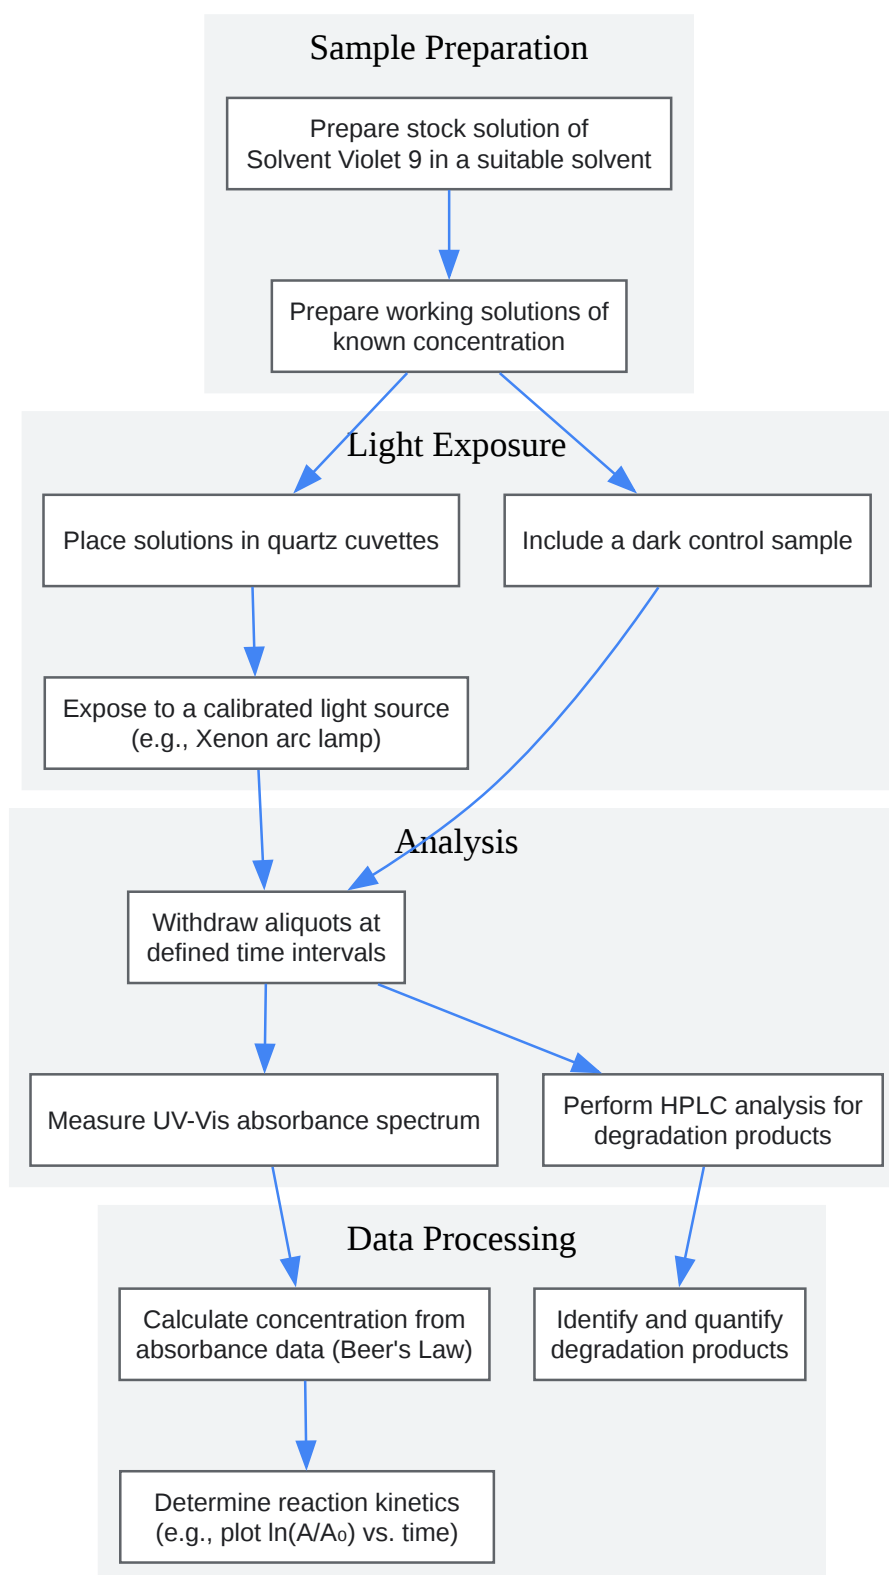 Sample Preparation
Prepare stock solution of
Solvent Violet 9 in a suitable solvent
Prepare working solutions of
known concentration
Light Exposure
Place solutions in quartz cuvettes
Include a dark control sample
Expose to a calibrated light source
(e.g., Xenon arc lamp)
Analysis
Withdraw aliquots at
defined time intervals
Measure UV-Vis absorbance spectrum
Perform HPLC analysis for
degradation products
Data Processing
Calculate concentration from
absorbance data (Beer's Law)
Identify and quantify
degradation products
Determine reaction kinetics
(e.g., plot ln(A/A₀) vs. time)